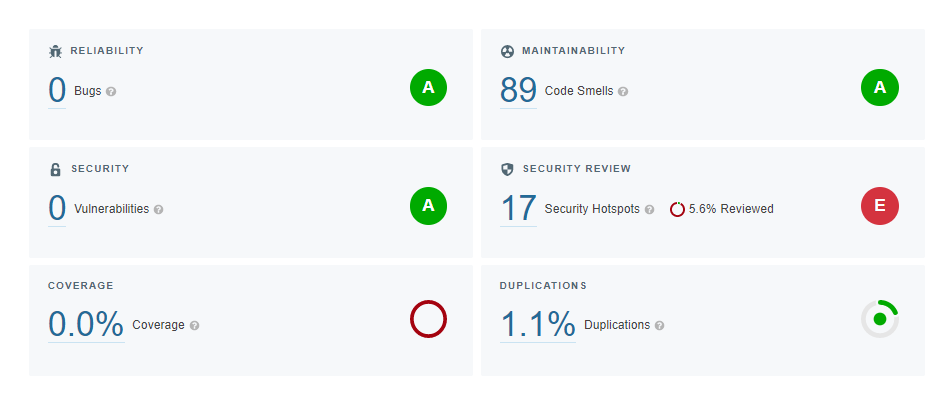 RELIABILITY
0 Bugs ?
A
MAINTAINABILITY
89 Code Smells ?
A
SECURITY
0 Vulnerabilities ?
A
SECURITY REVIEW
17 Security Hotspots ? 5.6% Reviewed
E
COVERAGE
0.0% Coverage ?
DUPLICATIONS
1.1% Duplications ?